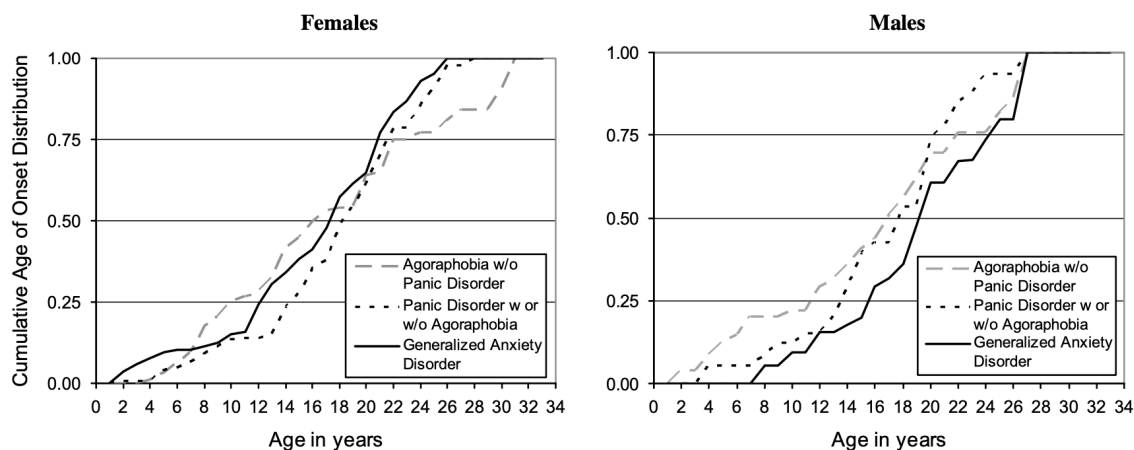 Females
Cumulative Age of Onset Distribution
1.00
0.75
0.50
0.25
0.00
Agoraphobia w/o
Panic Disorder
Panic Disorder w or
w/o Agoraphobia
Generalized Anxiety
Disorder
0 2 4 6 8 10 12 14 16 18 20 22 24 26 28 30 32 34
Age in years
Males
1.00
0.75
0.50
0.25
0.00
Agoraphobia w/o
Panic Disorder
Panic Disorder w or
w/o Agoraphobia
Generalized Anxiety
Disorder
0 2 4 6 8 10 12 14 16 18 20 22 24 26 28 30 32 34
Age in years